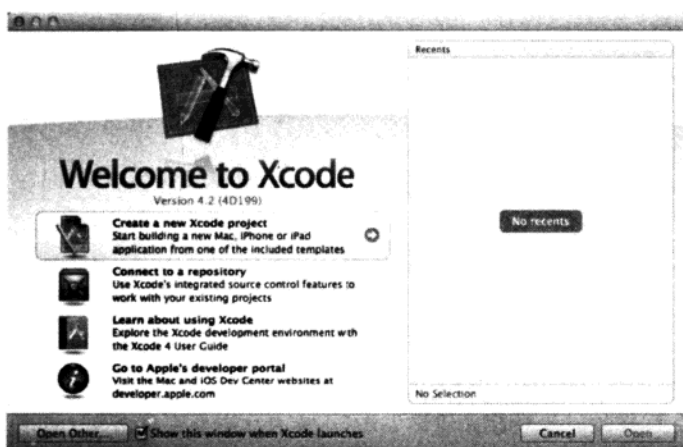 Recents
Welcome to Xcode
Version 4.2 (4D199)
Create a new Xcode project
Start building a new Mac, iPhone or iPad
application from one of the included templates
No recents
Connect to a repository
Use Xcode's integrated source control features to
work with your existing projects
Learn about using Xcode
Explore the Xcode development environment with
the Xcode 4 User Guide
Go to Apple's developer portal
Visit the Mac and iOS Dev Center websites at
developer.apple.com
No Selection
Open Other...
Show this window when Xcode launches
Cancel
Open